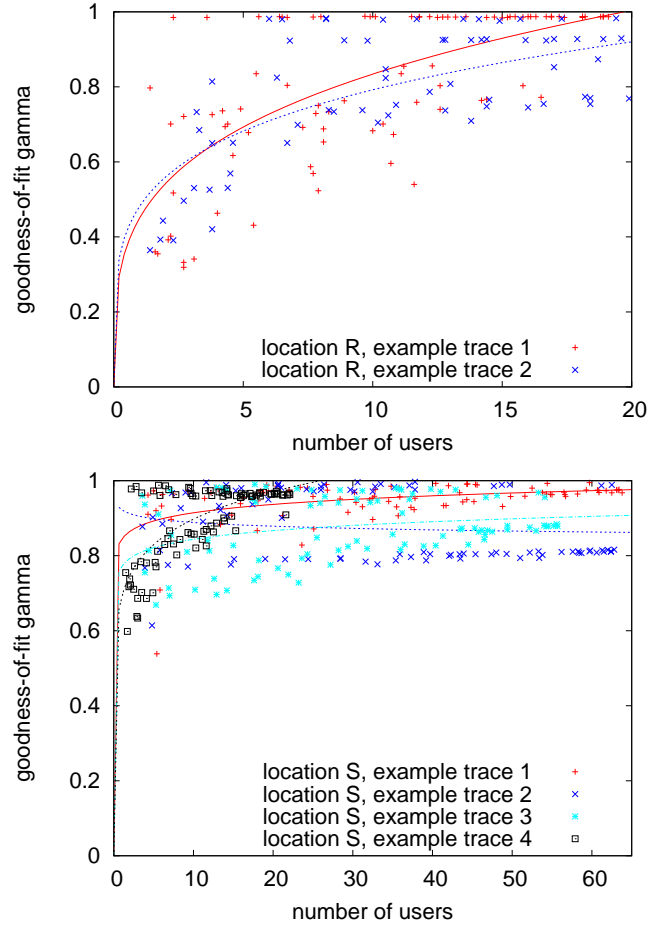 1
0.8
0.6
0.4
0.2
0
goodness-of-fit gamma
location R, example trace 1
location R, example trace 2
0 5 10 15 20
number of users
1
0.8
0.6
0.4
0.2
0
goodness-of-fit gamma
location S, example trace 1
location S, example trace 2
location S, example trace 3
location S, example trace 4
0 10 20 30 40 50 60
number of users